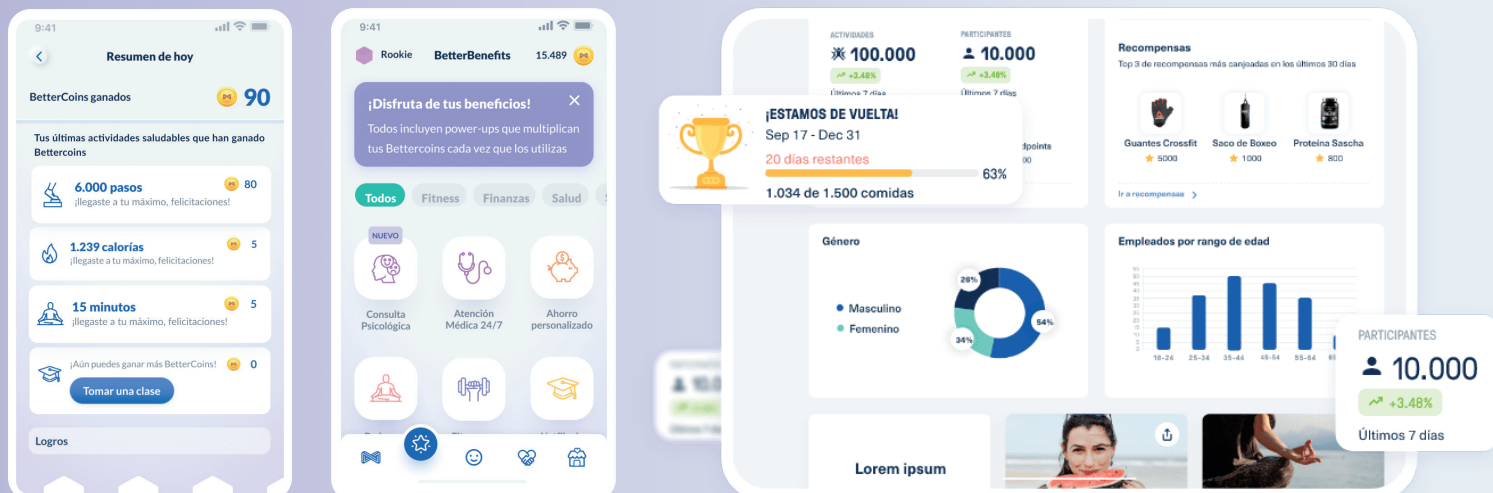 9:41
Resumen de hoy
BetterCoins ganados
90
Tus últimas actividades saludables que han ganado
Bettercoins
6.000 pasos
80
¡llegaste a tu máximo, felicitaciones!
1.239 calorías
5
¡llegaste a tu máximo, felicitaciones!
15 minutos
5
¡llegaste a tu máximo, felicitaciones!
¡Aún puedes ganar más BetterCoins!
0
Tomar una clase
Logros
9:41
Rookie
BetterBenefits
15.489
¡Disfruta de tus beneficios!
Todos incluyen power-ups que multiplican
tus Bettercoins cada vez que los utilizas
Todos
Fitness
Finanzas
Salud
NUEVO
Consulta
Psicológica
Atención
Médica 24/7
Ahorro
personalizado
ACTIVIDADES
100.000
+3.48%
Últimos 7 días
PARTICIPANTES
10.000
+3.48%
Últimos 7 días
¡ESTAMOS DE VUELTA!
Sep 17 - Dec 31
20 días restantes
63%
1.034 de 1.500 comidas
Recompensas
Top 3 de recompensas más canjeadas en los últimos 30 días
Guantes Crossfit
5000
Saco de Boxeo
1000
Proteina Sascha
800
Ir a recompensas
Género
Masculino
Femenino
26%
34%
54%
Empleados por rango de edad
18-24
25-34
35-44
45-54
55-64
PARTICIPANTES
10.000
+3.48%
Últimos 7 días
Lorem ipsum